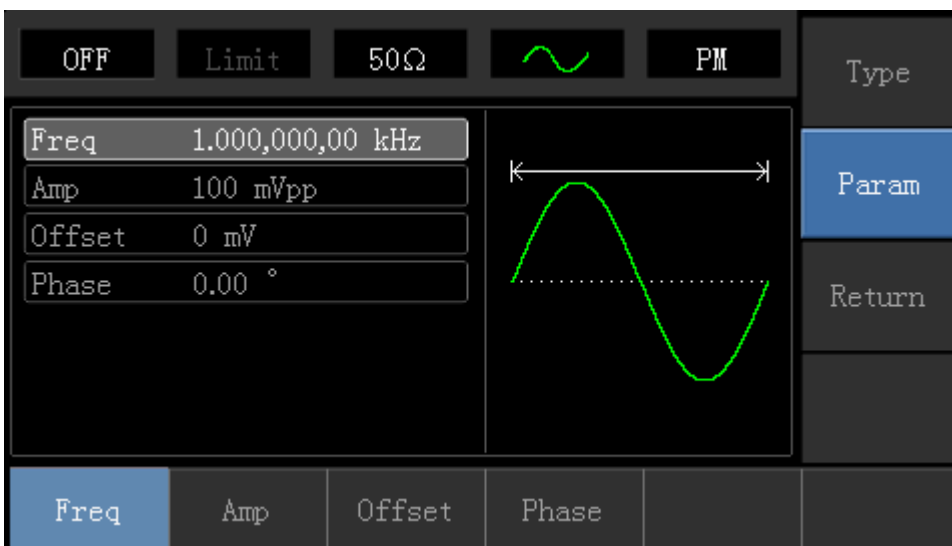 OFF Limit 50Ω PM
Type
Freq 1.000,000,00 kHz
Amp 100 mVpp
Param
Offset 0 mV
Phase 0.00 °
Return
Freq Amp Offset Phase